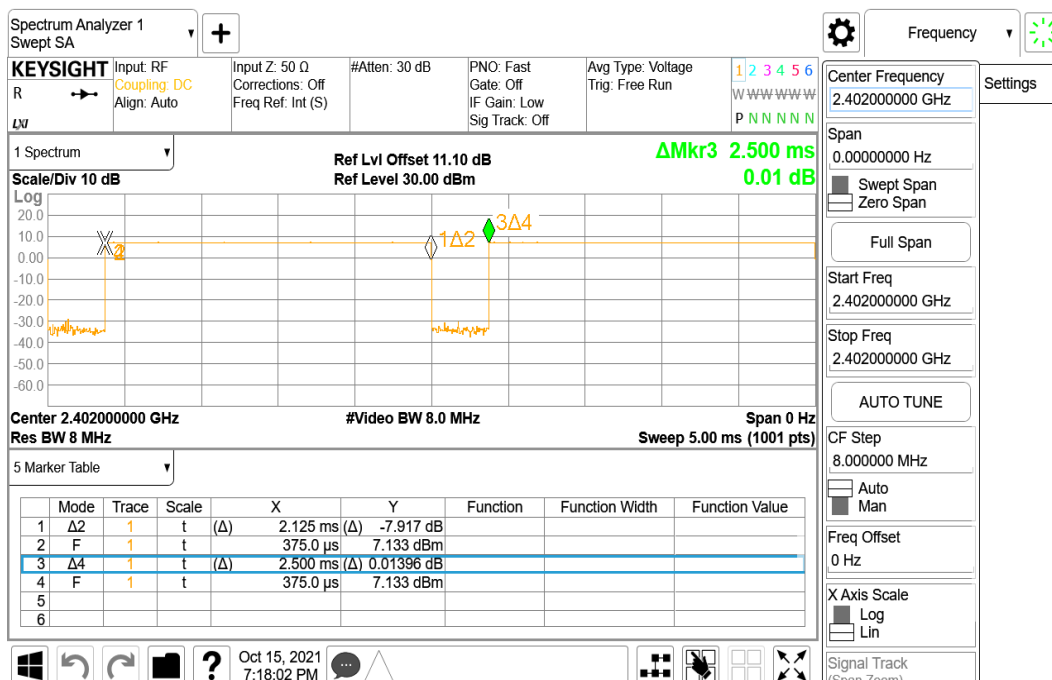 Spectrum Analyzer 1
Swept SA
+
Frequency
KEYSIGHT
R
LXI
Input: RF
Coupling: DC
Align: Auto
Input Z: 50 Ω
Corrections: Off
Freq Ref: Int (S)
#Atten: 30 dB
PNO: Fast
Gate: Off
IF Gain: Low
Sig Track: Off
Avg Type: Voltage
Trig: Free Run
1 2 3 4 5 6
W W W W W W
P N N N N N
1 Spectrum
Scale/Div 10 dB
Ref Lvl Offset 11.10 dB
Ref Level 30.00 dBm
ΔMkr3 2.500 ms
0.01 dB
Log
20.0
10.0
0.00
-10.0
-20.0
-30.0
-40.0
-50.0
-60.0
1Δ2
3Δ4
Center 2.402000000 GHz
#Video BW 8.0 MHz
Span 0 Hz
Res BW 8 MHz
Sweep 5.00 ms (1001 pts)
5 Marker Table
Mode Trace Scale X Y Function Function Width Function Value
1 Δ2 1 t (Δ) 2.125 ms (Δ) -7.917 dB
2 F 1 t 375.0 µs 7.133 dBm
3 Δ4 1 t (Δ) 2.500 ms (Δ) 0.01396 dB
4 F 1 t 375.0 µs 7.133 dBm
5
6
?
Oct 15, 2021
7:18:02 PM
Settings
Center Frequency
2.402000000 GHz
Span
0.00000000 Hz
Swept Span
Zero Span
Full Span
Start Freq
2.402000000 GHz
Stop Freq
2.402000000 GHz
AUTO TUNE
CF Step
8.000000 MHz
Auto
Man
Freq Offset
0 Hz
X Axis Scale
Log
Lin
Signal Track
(Span Zoom)